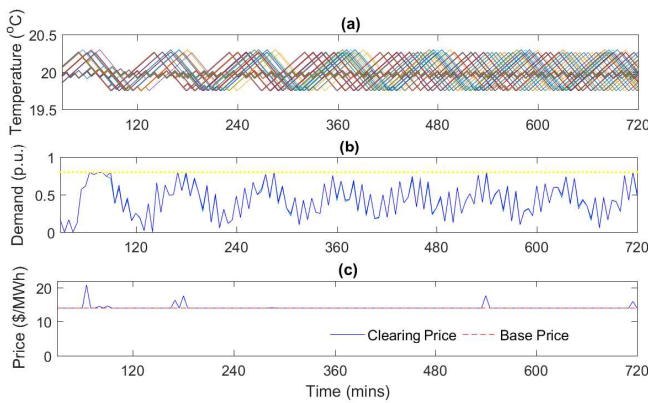 (a)
Temperature (°C)
20.5
20
19.5
120 240 360 480 600 720
(b)
Demand (p.u.)
1
0.5
0
120 240 360 480 600 720
(c)
Price ($/MWh)
20
10
0
Clearing Price
Base Price
120 240 360 480 600 720
Time (mins)